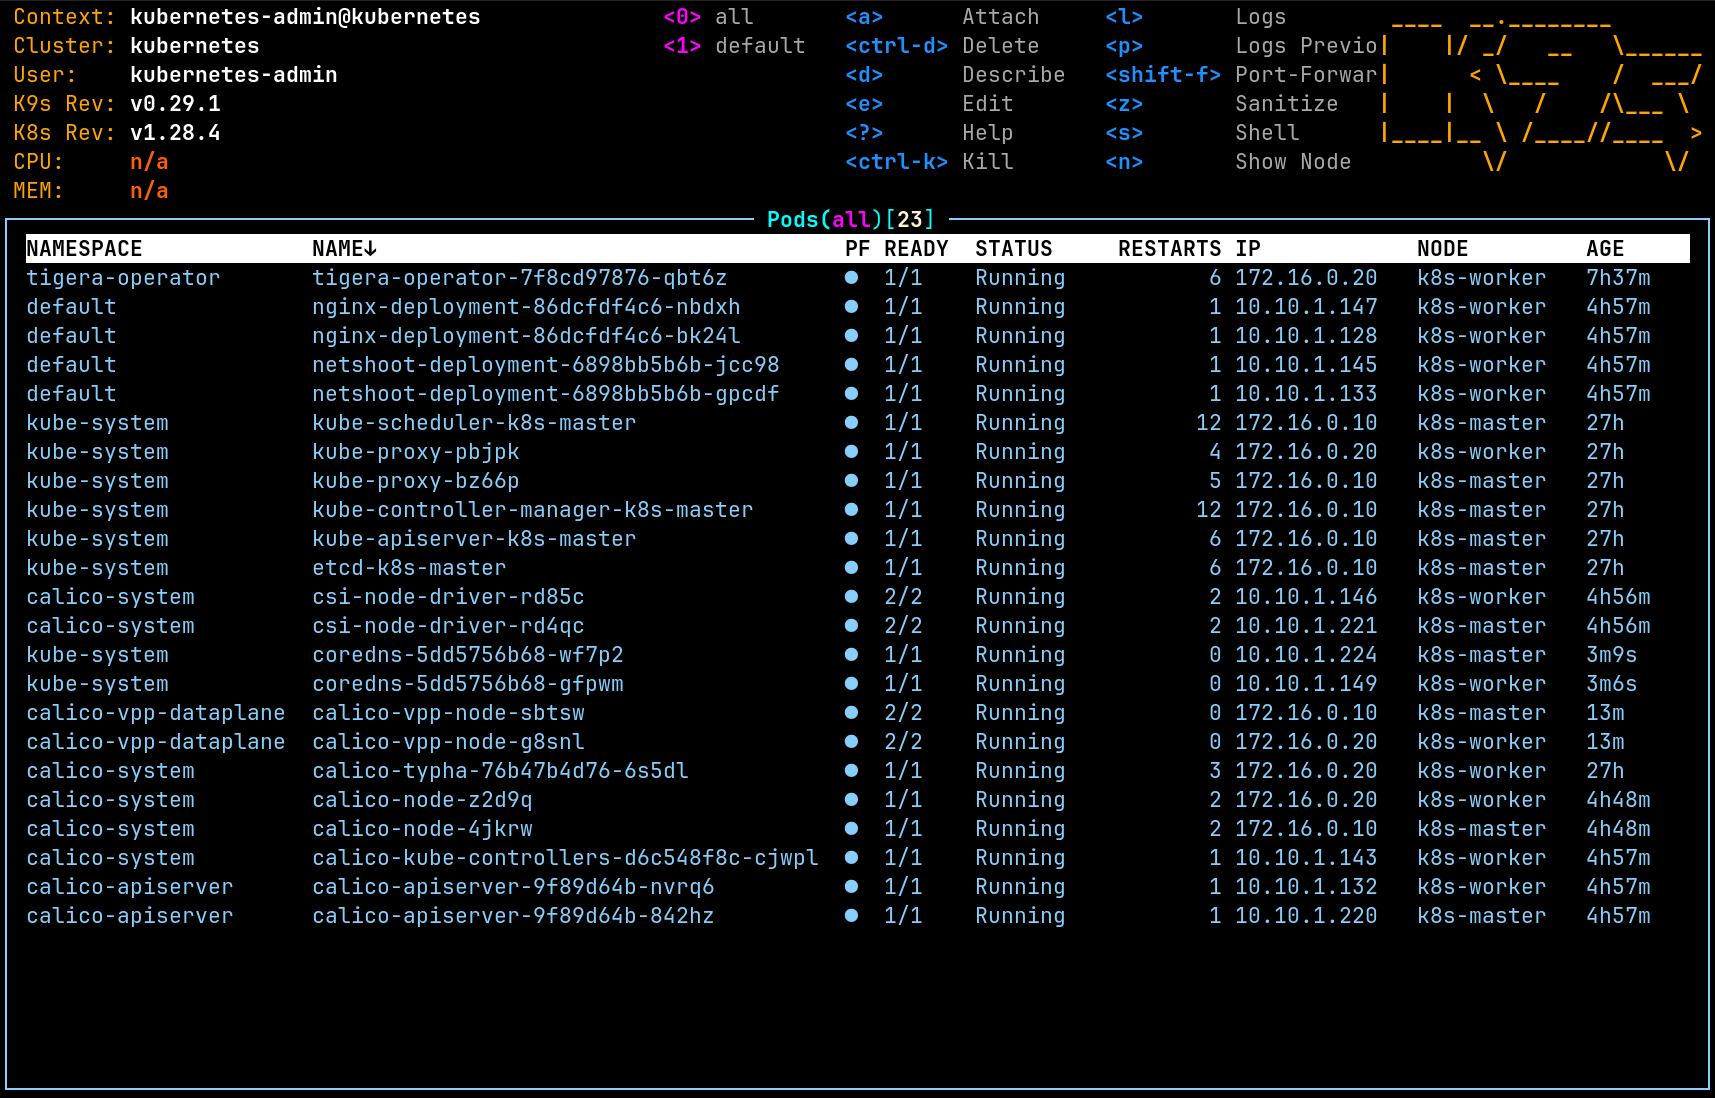 Context: kubernetes-admin@kubernetes <0> all <a> Attach <l> Logs
Cluster: kubernetes <1> default <ctrl-d> Delete <p> Logs Previo
User: kubernetes-admin <d> Describe <shift-f> Port-Forwar
K9s Rev: v0.29.1 <e> Edit <z> Sanitize
K8s Rev: v1.28.4 <?> Help <s> Shell
CPU: n/a <ctrl-k> Kill <n> Show Node
MEM: n/a
Pods(all)[23]
NAMESPACE NAME↓ PF READY STATUS RESTARTS IP NODE AGE
tigera-operator tigera-operator-7f8cd97876-qbt6z ● 1/1 Running 6 172.16.0.20 k8s-worker 7h37m
default nginx-deployment-86dcfdf4c6-nbdxh ● 1/1 Running 1 10.10.1.147 k8s-worker 4h57m
default nginx-deployment-86dcfdf4c6-bk24l ● 1/1 Running 1 10.10.1.128 k8s-worker 4h57m
default netshoot-deployment-6898bb5b6b-jcc98 ● 1/1 Running 1 10.10.1.145 k8s-worker 4h57m
default netshoot-deployment-6898bb5b6b-gpcdf ● 1/1 Running 1 10.10.1.133 k8s-worker 4h57m
kube-system kube-scheduler-k8s-master ● 1/1 Running 12 172.16.0.10 k8s-master 27h
kube-system kube-proxy-pbjpk ● 1/1 Running 4 172.16.0.20 k8s-worker 27h
kube-system kube-proxy-bz66p ● 1/1 Running 5 172.16.0.10 k8s-master 27h
kube-system kube-controller-manager-k8s-master ● 1/1 Running 12 172.16.0.10 k8s-master 27h
kube-system kube-apiserver-k8s-master ● 1/1 Running 6 172.16.0.10 k8s-master 27h
kube-system etcd-k8s-master ● 1/1 Running 6 172.16.0.10 k8s-master 27h
calico-system csi-node-driver-rd85c ● 2/2 Running 2 10.10.1.146 k8s-worker 4h56m
calico-system csi-node-driver-rd4qc ● 2/2 Running 2 10.10.1.221 k8s-master 4h56m
kube-system coredns-5dd5756b68-wf7p2 ● 1/1 Running 0 10.10.1.224 k8s-master 3m9s
kube-system coredns-5dd5756b68-gfpwm ● 1/1 Running 0 10.10.1.149 k8s-worker 3m6s
calico-vpp-dataplane calico-vpp-node-sbtsw ● 2/2 Running 0 172.16.0.10 k8s-master 13m
calico-vpp-dataplane calico-vpp-node-g8snl ● 2/2 Running 0 172.16.0.20 k8s-worker 13m
calico-system calico-typha-76b47b4d76-6s5dl ● 1/1 Running 3 172.16.0.20 k8s-worker 27h
calico-system calico-node-z2d9q ● 1/1 Running 2 172.16.0.20 k8s-worker 4h48m
calico-system calico-node-4jkrw ● 1/1 Running 2 172.16.0.10 k8s-master 4h48m
calico-system calico-kube-controllers-d6c548f8c-cjwpl ● 1/1 Running 1 10.10.1.143 k8s-worker 4h57m
calico-apiserver calico-apiserver-9f89d64b-nvrq6 ● 1/1 Running 1 10.10.1.132 k8s-worker 4h57m
calico-apiserver calico-apiserver-9f89d64b-842hz ● 1/1 Running 1 10.10.1.220 k8s-master 4h57m